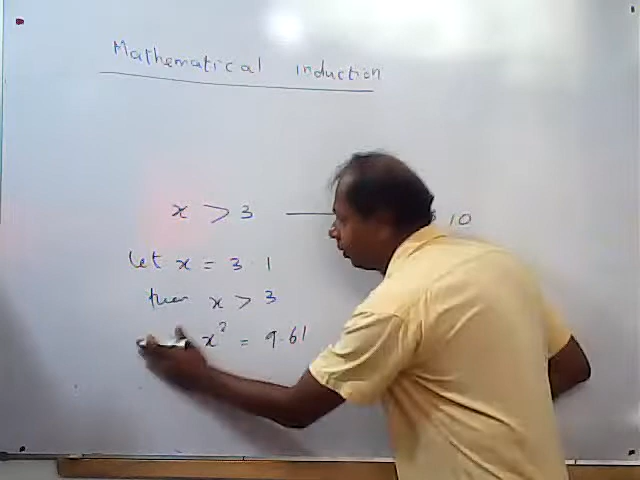 Mathematical induction
x > 3 — 10
let x = 3.1
then x > 3
x² = 9.61